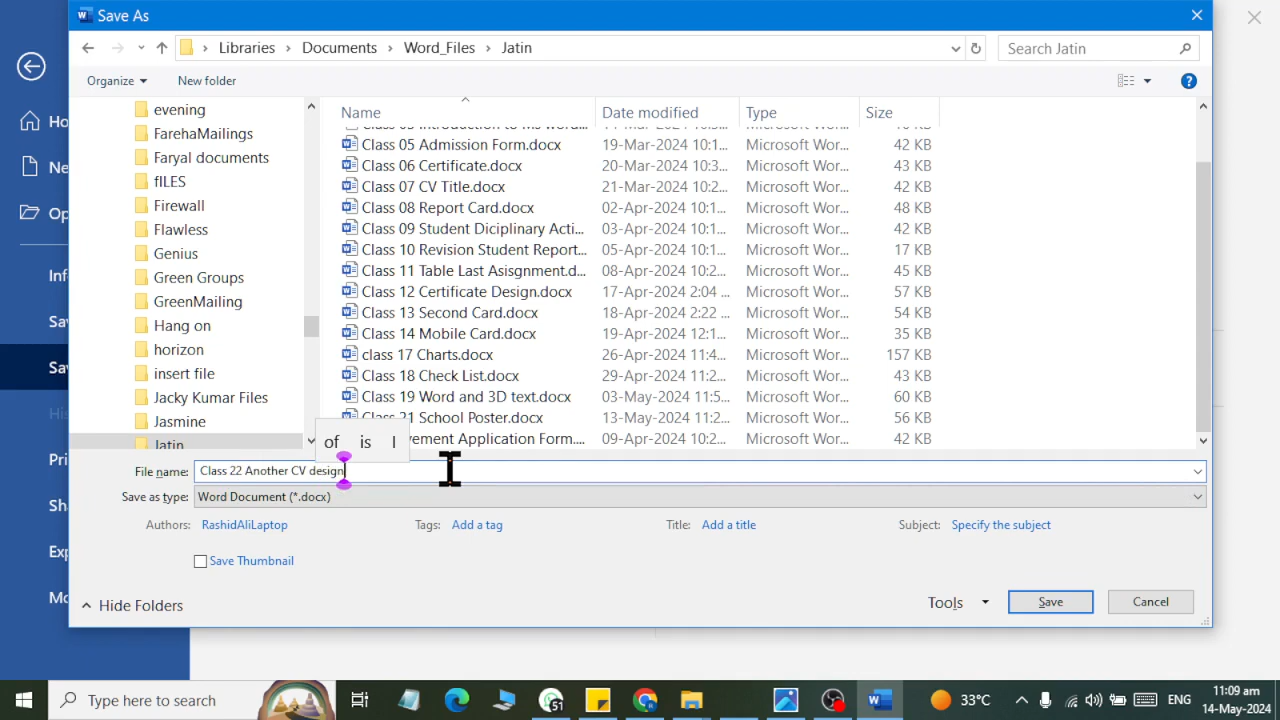 Save As
Libraries > Documents > Word_Files > Jatin
Search Jatin
Organize
New folder
Ho
Ne
Op
Inf
Sav
Sav
Pri
Sha
Exp
evening
FarehaMailings
Faryal documents
fILES
Firewall
Flawless
Genius
Green Groups
GreenMailing
Hang on
horizon
insert file
Jacky Kumar Files
Jasmine
Jatin
Name Date modified Type Size
Class 05 Admission Form.docx 19-Mar-2024 10:1... Microsoft Wor... 42 KB
Class 06 Certificate.docx 20-Mar-2024 10:3... Microsoft Wor... 43 KB
Class 07 CV Title.docx 21-Mar-2024 10:2... Microsoft Wor... 42 KB
Class 08 Report Card.docx 02-Apr-2024 10:1... Microsoft Wor... 48 KB
Class 09 Student Diciplinary Acti... 03-Apr-2024 10:1... Microsoft Wor... 42 KB
Class 10 Revision Student Report... 05-Apr-2024 10:1... Microsoft Wor... 17 KB
Class 11 Table Last Asisgnment.d... 08-Apr-2024 10:2... Microsoft Wor... 45 KB
Class 12 Certificate Design.docx 17-Apr-2024 2:04 ... Microsoft Wor... 57 KB
Class 13 Second Card.docx 18-Apr-2024 2:22 ... Microsoft Wor... 54 KB
Class 14 Mobile Card.docx 19-Apr-2024 12:1... Microsoft Wor... 35 KB
class 17 Charts.docx 26-Apr-2024 11:4... Microsoft Wor... 157 KB
Class 18 Check List.docx 29-Apr-2024 11:2... Microsoft Wor... 43 KB
Class 19 Word and 3D text.docx 03-May-2024 11:5... Microsoft Wor... 60 KB
Class 21 School Poster.docx 13-May-2024 11:2... Microsoft Wor... 56 KB
vement Application Form.... 09-Apr-2024 10:2... Microsoft Wor... 42 KB
of is I
File name: Class 22 Another CV design
Save as type: Word Document (*.docx)
Authors: RashidAliLaptop Tags: Add a tag Title: Add a title Subject: Specify the subject
Save Thumbnail
Hide Folders
Tools Save Cancel
Type here to search
51
33°C
ENG
11:09 am
14-May-2024